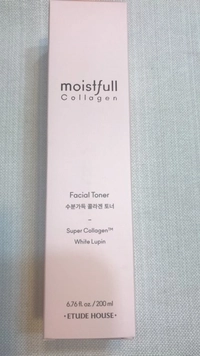 moistfull
Collagen
Facial Toner
수분가득 콜라겐 토너
–
Super Collagen™
White Lupin
6.76 fl. oz. / 200 ml
• ETUDE HOUSE •